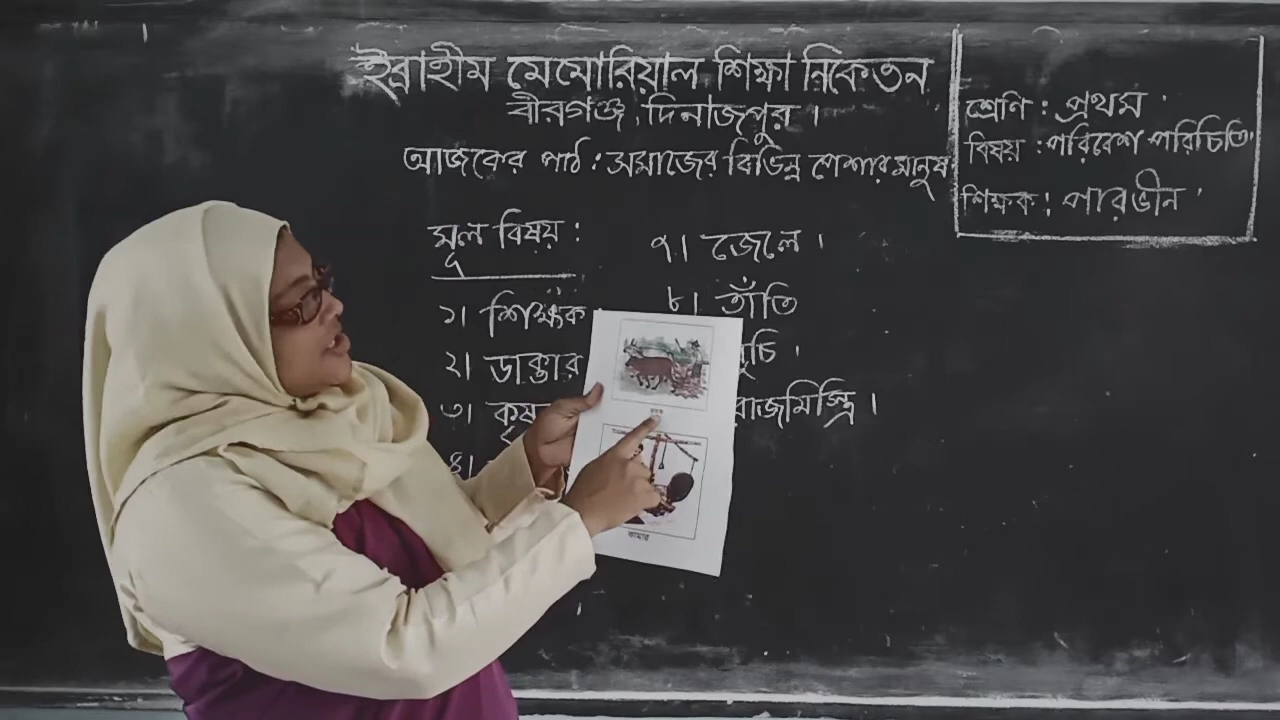 ইব্রাহীম মেমোরিয়াল শিক্ষা নিকেতন
বীরগঞ্জ, দিনাজপুর ।
আজকের পাঠ : সমাজের বিভিন্ন পেশার মানুষ
শ্রেণি : প্রথম
বিষয় : পরিবেশ পরিচিতি
শিক্ষক : পারভীন
মূল বিষয় :
১। শিক্ষক
২। ডাক্তার
৩। কৃষ
৪।
৭। জেলে ।
৮। তাঁতি
মুচি ।
রাজমিস্ত্রি ।
কৃষক
কামার